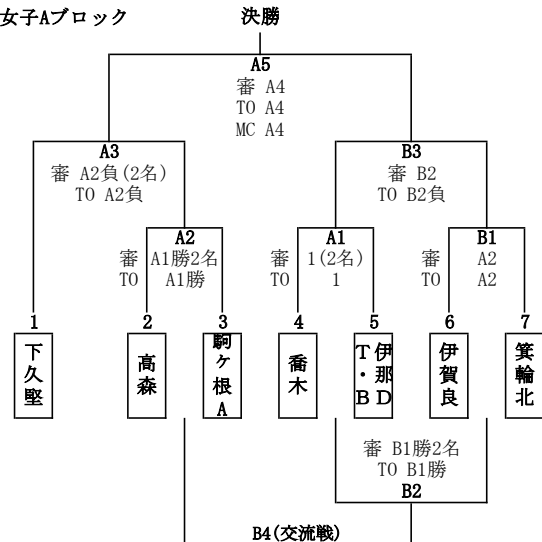 女子Aブロック
決勝
A5
審 A4
TO A4
MC A4
A3
審 A2負(2名)
TO A2負
B3
審 B2
TO B2負
A2
審 A1勝2名
TO A1勝
A1
審 1(2名)
TO 1
B1
審 A2
TO A2
1 2 3 4 5 6 7
下久堅
高森
駒ヶ根A
喬木
伊那D
T・B
伊賀良
箕輪北
審 B1勝2名
TO B1勝
B2
B4(交流戦)